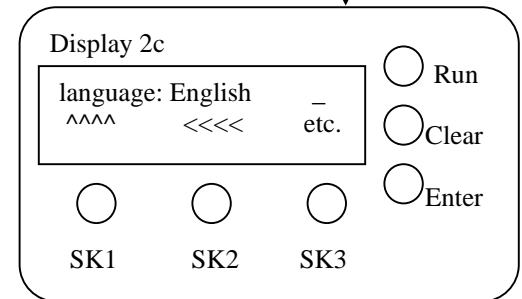 Display 2c
language: English _
^^^^ <<<< etc.
Run
Clear
Enter
SK1 SK2 SK3